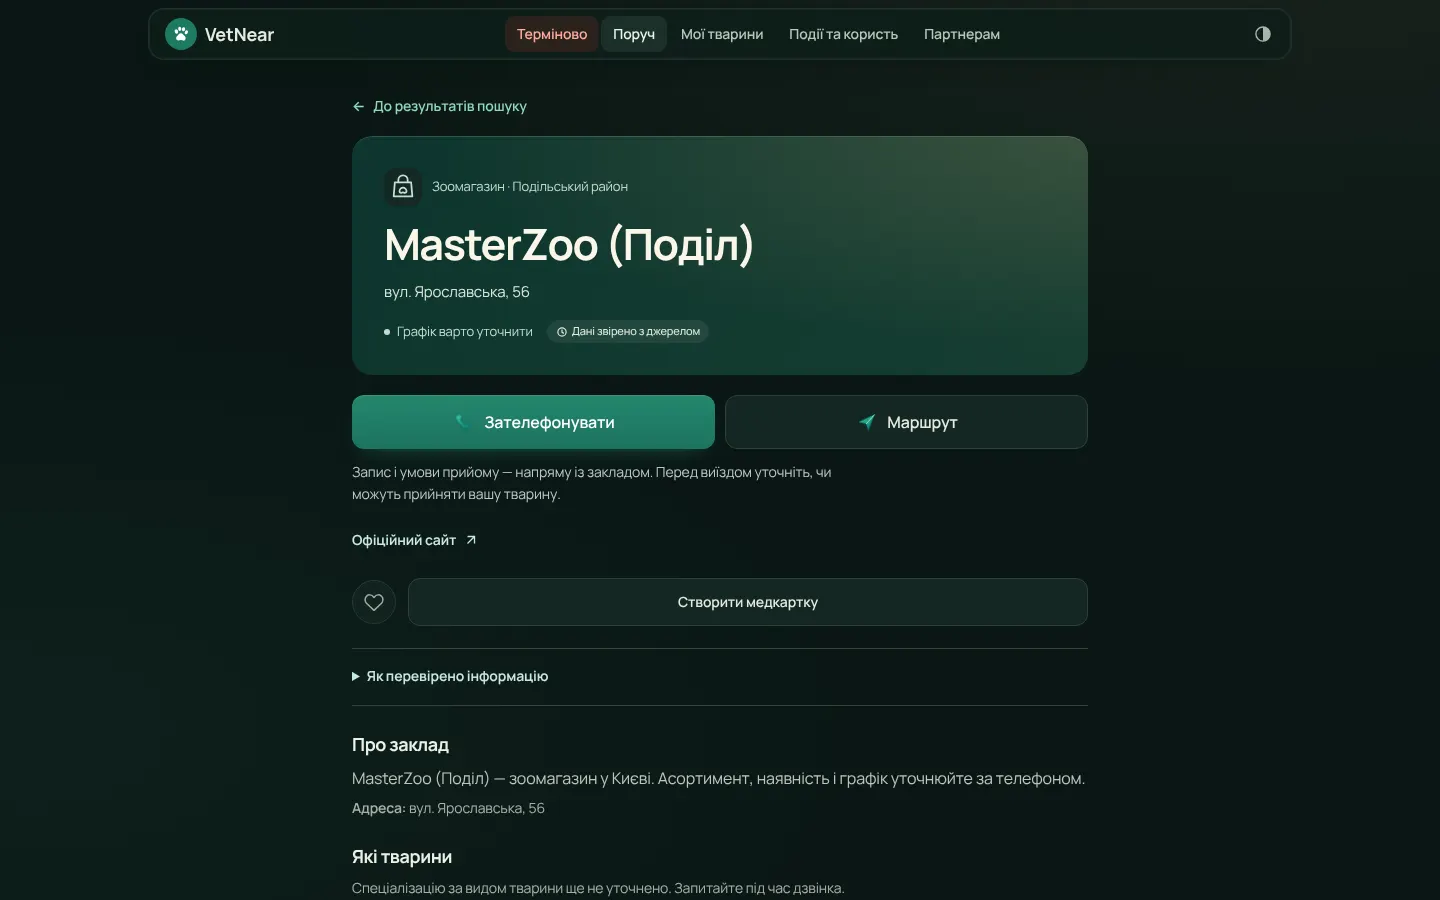 VetNear
Терміново
Поруч
Мої тварини
Події та користь
Партнерам
← До результатів пошуку
Зоомагазин · Подільський район
MasterZoo (Поділ)
вул. Ярославська, 56
Графік варто уточнити
Дані звірено з джерелом
Зателефонувати
Маршрут
Запис і умови прийому — напряму із закладом. Перед виїздом уточніть, чи
можуть прийняти вашу тварину.
Офіційний сайт
Створити медкартку
Як перевірено інформацію
Про заклад
MasterZoo (Поділ) — зоомагазин у Києві. Асортимент, наявність і графік уточнюйте за телефоном.
Адреса: вул. Ярославська, 56
Які тварини
Спеціалізацію за видом тварини ще не уточнено. Запитайте під час дзвінка.